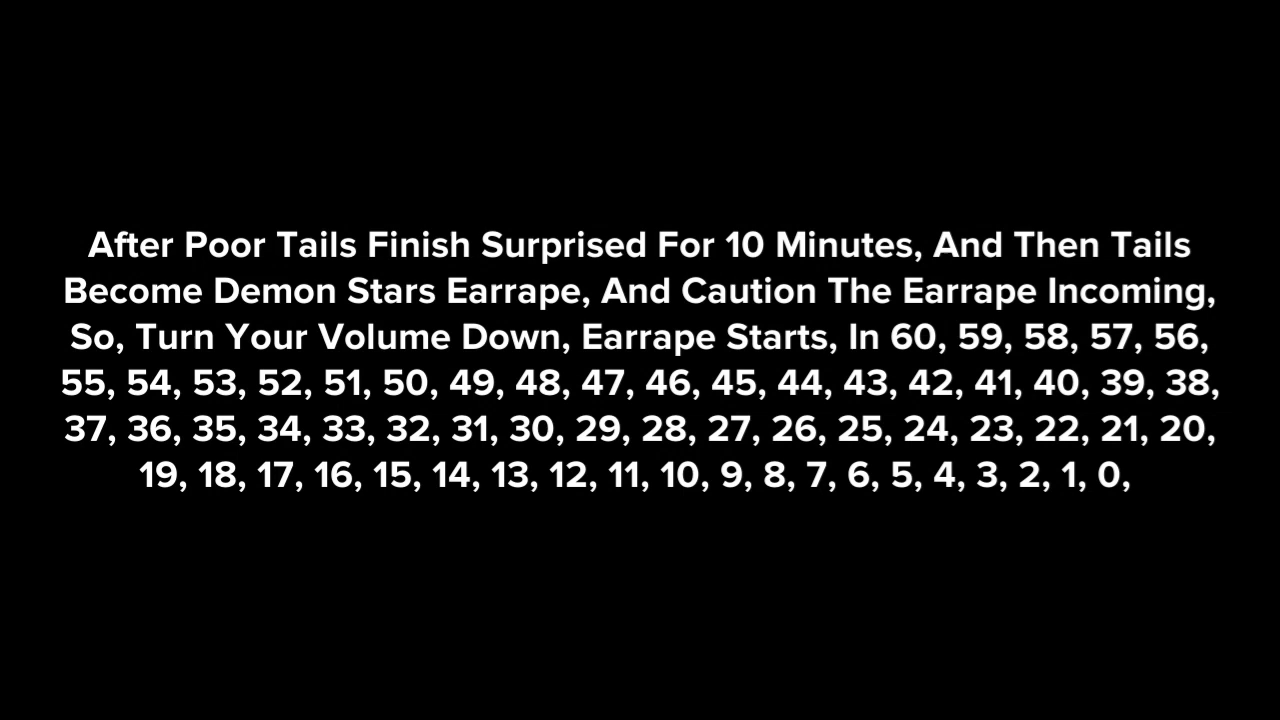 After Poor Tails Finish Surprised For 10 Minutes, And Then Tails
Become Demon Stars Earrape, And Caution The Earrape Incoming,
So, Turn Your Volume Down, Earrape Starts, In 60, 59, 58, 57, 56,
55, 54, 53, 52, 51, 50, 49, 48, 47, 46, 45, 44, 43, 42, 41, 40, 39, 38,
37, 36, 35, 34, 33, 32, 31, 30, 29, 28, 27, 26, 25, 24, 23, 22, 21, 20,
19, 18, 17, 16, 15, 14, 13, 12, 11, 10, 9, 8, 7, 6, 5, 4, 3, 2, 1, 0,